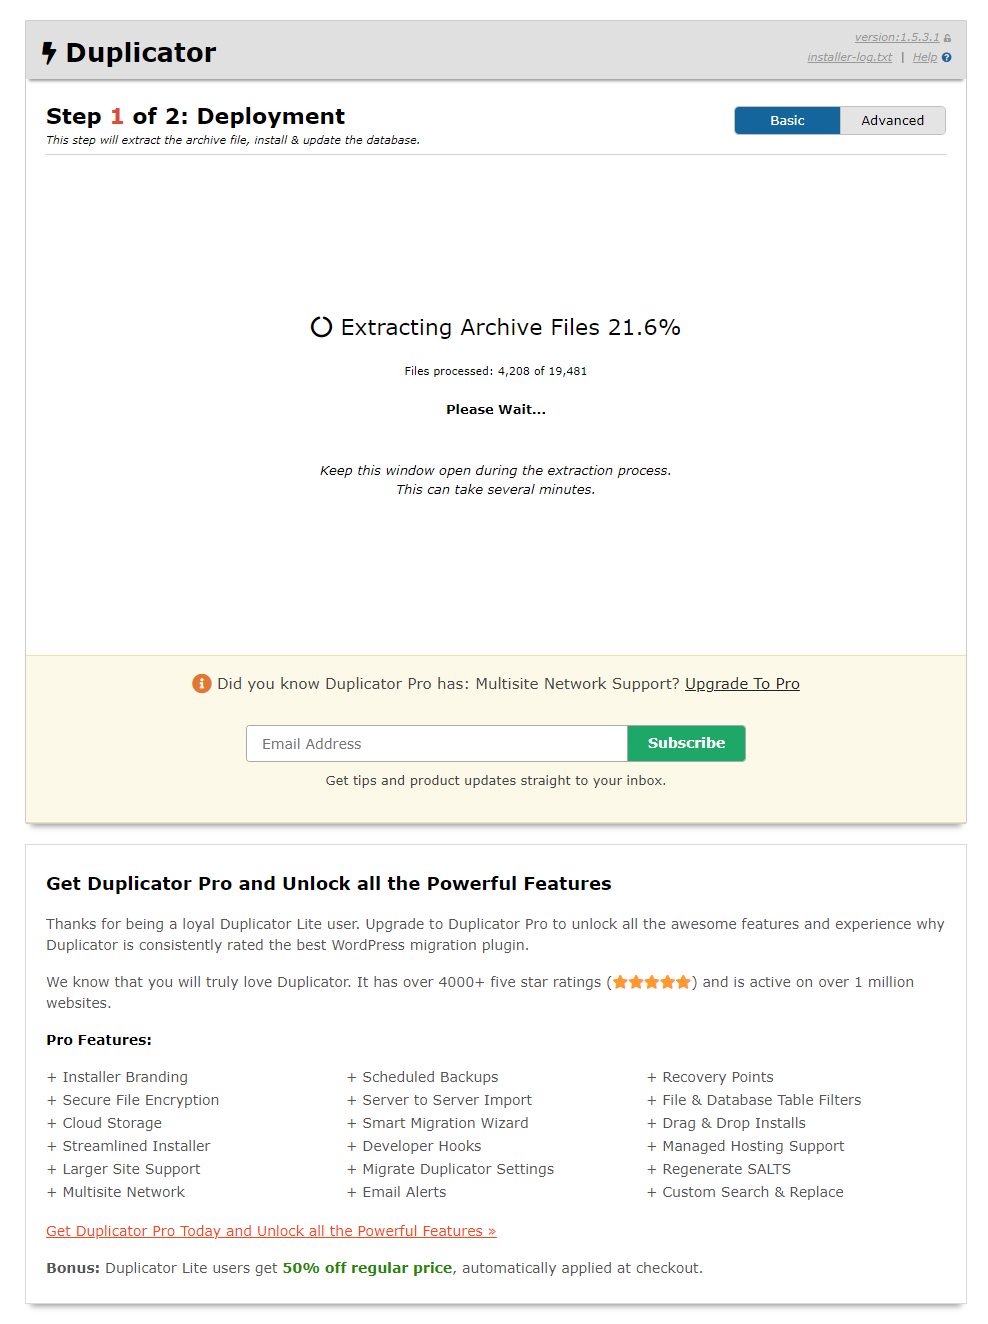 Duplicator
version:1.5.3.1
installer-log.txt | Help
Step 1 of 2: Deployment
This step will extract the archive file, install & update the database.
Basic Advanced
Extracting Archive Files 21.6%
Files processed: 4,208 of 19,481
Please Wait...
Keep this window open during the extraction process.
This can take several minutes.
Did you know Duplicator Pro has: Multisite Network Support? Upgrade To Pro
Email Address Subscribe
Get tips and product updates straight to your inbox.
Get Duplicator Pro and Unlock all the Powerful Features
Thanks for being a loyal Duplicator Lite user. Upgrade to Duplicator Pro to unlock all the awesome features and experience why
Duplicator is consistently rated the best WordPress migration plugin.
We know that you will truly love Duplicator. It has over 4000+ five star ratings (★★★★★) and is active on over 1 million
websites.
Pro Features:
+ Installer Branding
+ Secure File Encryption
+ Cloud Storage
+ Streamlined Installer
+ Larger Site Support
+ Multisite Network
+ Scheduled Backups
+ Server to Server Import
+ Smart Migration Wizard
+ Developer Hooks
+ Migrate Duplicator Settings
+ Email Alerts
+ Recovery Points
+ File & Database Table Filters
+ Drag & Drop Installs
+ Managed Hosting Support
+ Regenerate SALTS
+ Custom Search & Replace
Get Duplicator Pro Today and Unlock all the Powerful Features »
Bonus: Duplicator Lite users get 50% off regular price, automatically applied at checkout.